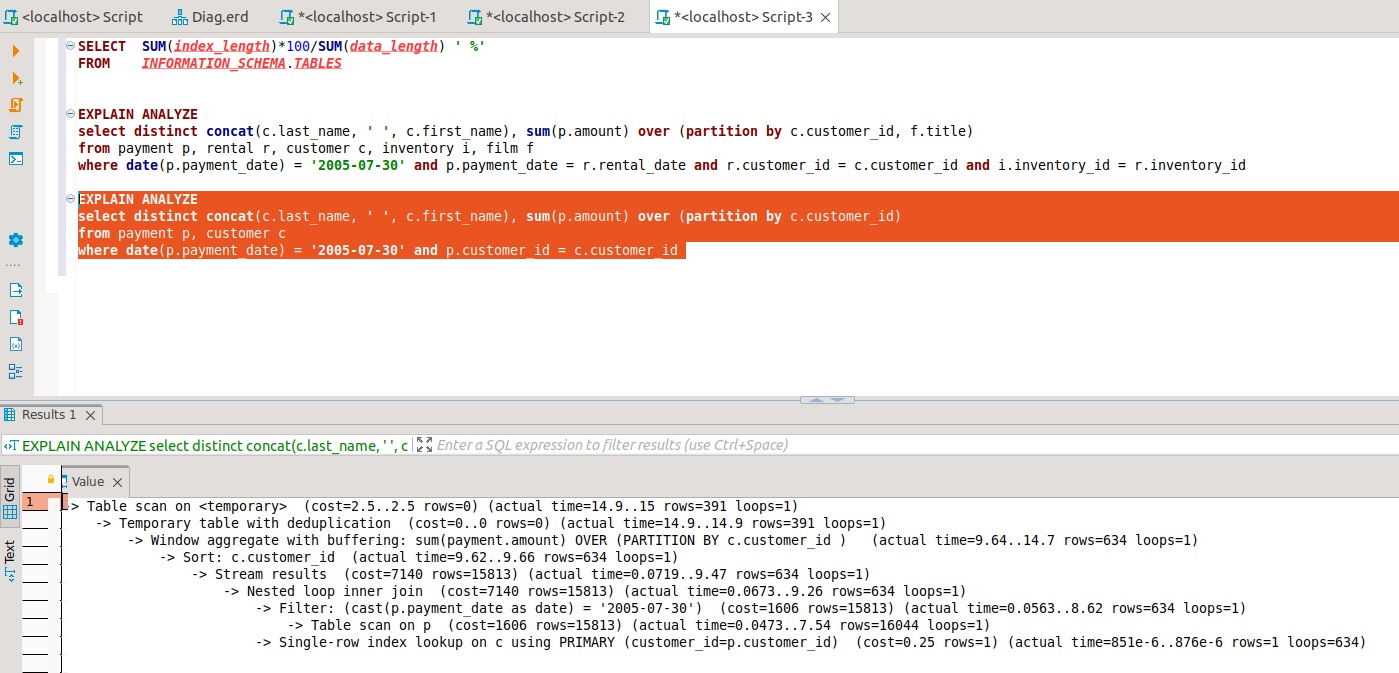 <localhost> Script
Diag.erd
*<localhost> Script-1
*<localhost> Script-2
*<localhost> Script-3
SELECT  SUM(index_length)*100/SUM(data_length) ' %'
FROM    INFORMATION_SCHEMA.TABLES
EXPLAIN ANALYZE
select distinct concat(c.last_name, ' ', c.first_name), sum(p.amount) over (partition by c.customer_id, f.title)
from payment p, rental r, customer c, inventory i, film f
where date(p.payment_date) = '2005-07-30' and p.payment_date = r.rental_date and r.customer_id = c.customer_id and i.inventory_id = r.inventory_id
EXPLAIN ANALYZE
select distinct concat(c.last_name, ' ', c.first_name), sum(p.amount) over (partition by c.customer_id)
from payment p, customer c
where date(p.payment_date) = '2005-07-30' and p.customer_id = c.customer_id
Results 1
EXPLAIN ANALYZE select distinct concat(c.last_name, ' ', c
Enter a SQL expression to filter results (use Ctrl+Space)
Grid
Text
Value
1
-> Table scan on <temporary>  (cost=2.5..2.5 rows=0) (actual time=14.9..15 rows=391 loops=1)
-> Temporary table with deduplication  (cost=0..0 rows=0) (actual time=14.9..14.9 rows=391 loops=1)
-> Window aggregate with buffering: sum(payment.amount) OVER (PARTITION BY c.customer_id )   (actual time=9.64..14.7 rows=634 loops=1)
-> Sort: c.customer_id  (actual time=9.62..9.66 rows=634 loops=1)
-> Stream results  (cost=7140 rows=15813) (actual time=0.0719..9.47 rows=634 loops=1)
-> Nested loop inner join  (cost=7140 rows=15813) (actual time=0.0673..9.26 rows=634 loops=1)
-> Filter: (cast(p.payment_date as date) = '2005-07-30')  (cost=1606 rows=15813) (actual time=0.0563..8.62 rows=634 loops=1)
-> Table scan on p  (cost=1606 rows=15813) (actual time=0.0473..7.54 rows=16044 loops=1)
-> Single-row index lookup on c using PRIMARY (customer_id=p.customer_id)  (cost=0.25 rows=1) (actual time=851e-6..876e-6 rows=1 loops=634)